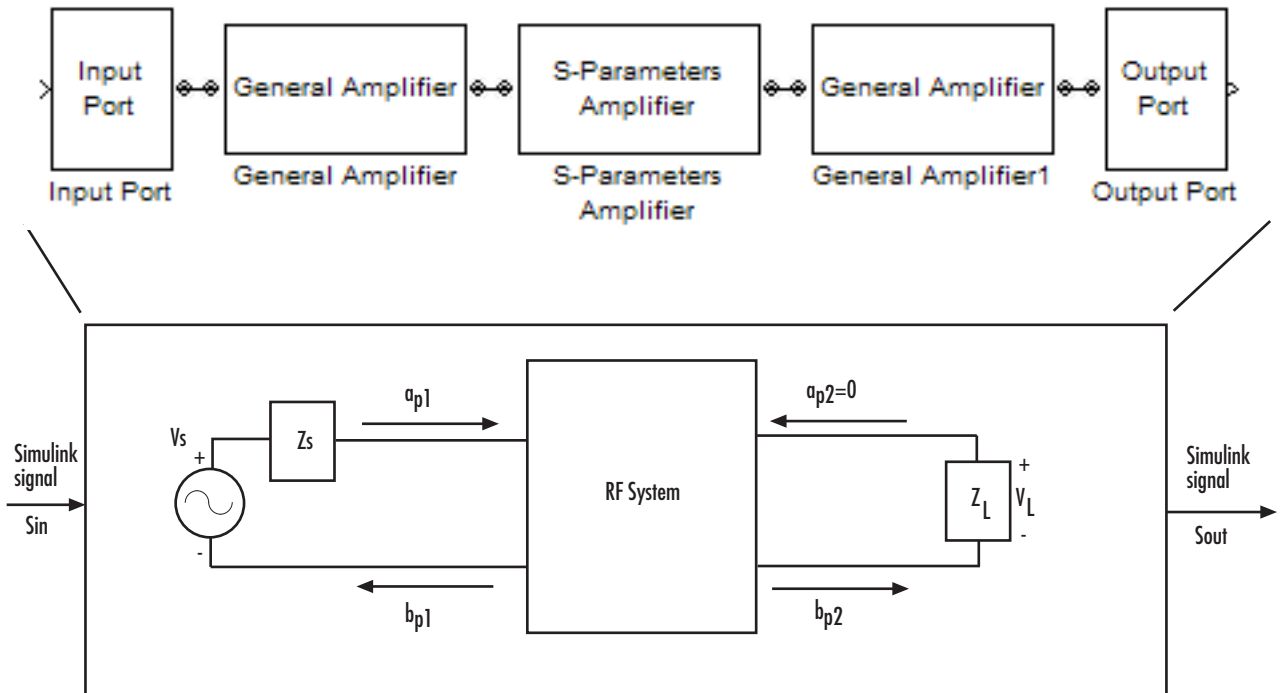 Input
Port
General Amplifier
S-Parameters
Amplifier
General Amplifier
Output
Port
Input Port
General Amplifier
S-Parameters
Amplifier
General Amplifier1
Output Port
Simulink
signal
Sin
Vs
+
-
Zs
ap1
bp1
RF System
ap2=0
bp2
ZL
+
VL
-
Simulink
signal
Sout